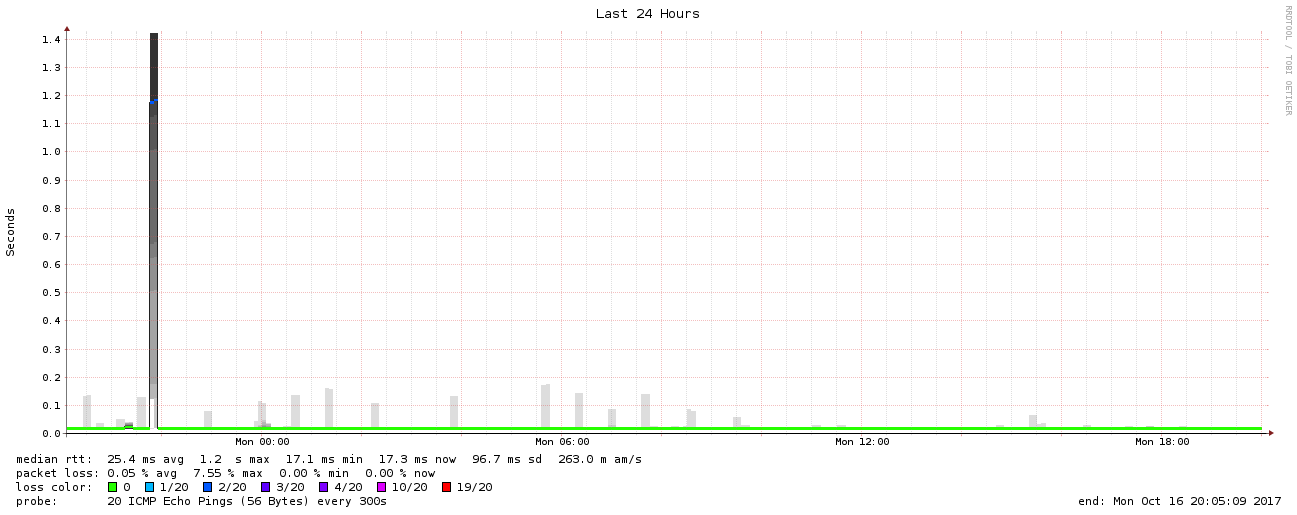 Last 24 Hours
RRDTOOL / TOBI OETIKER
Seconds
1.4
1.3
1.2
1.1
1.0
0.9
0.8
0.7
0.6
0.5
0.4
0.3
0.2
0.1
0.0
Mon 00:00 Mon 06:00 Mon 12:00 Mon 18:00
median rtt: 25.4 ms avg 1.2 s max 17.1 ms min 17.3 ms now 96.7 ms sd 263.0 m am/s
packet loss: 0.05 % avg 7.55 % max 0.00 % min 0.00 % now
loss color: 0 1/20 2/20 3/20 4/20 10/20 19/20
probe: 20 ICMP Echo Pings (56 Bytes) every 300s end: Mon Oct 16 20:05:09 2017